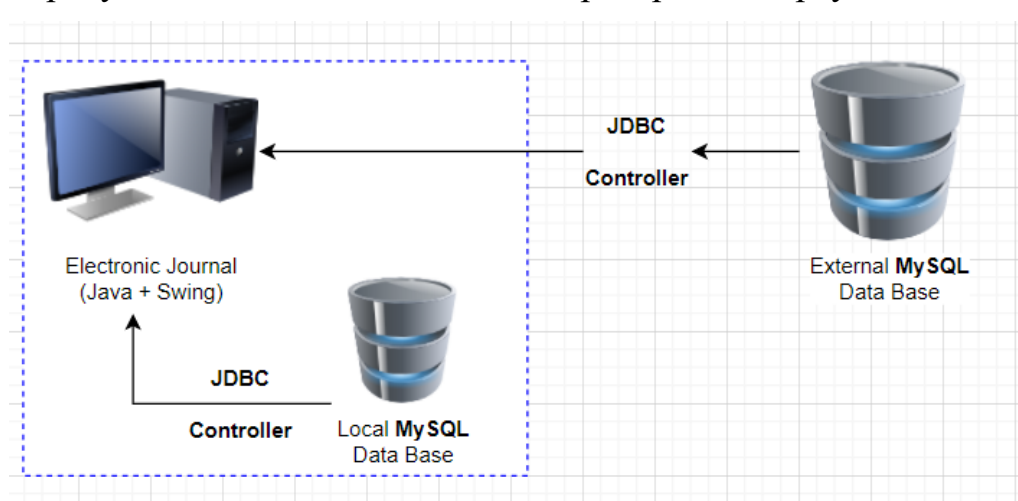 JDBC
Controller
Electronic Journal
(Java + Swing)
External MySQL
Data Base
JDBC
Controller
Local MySQL
Data Base